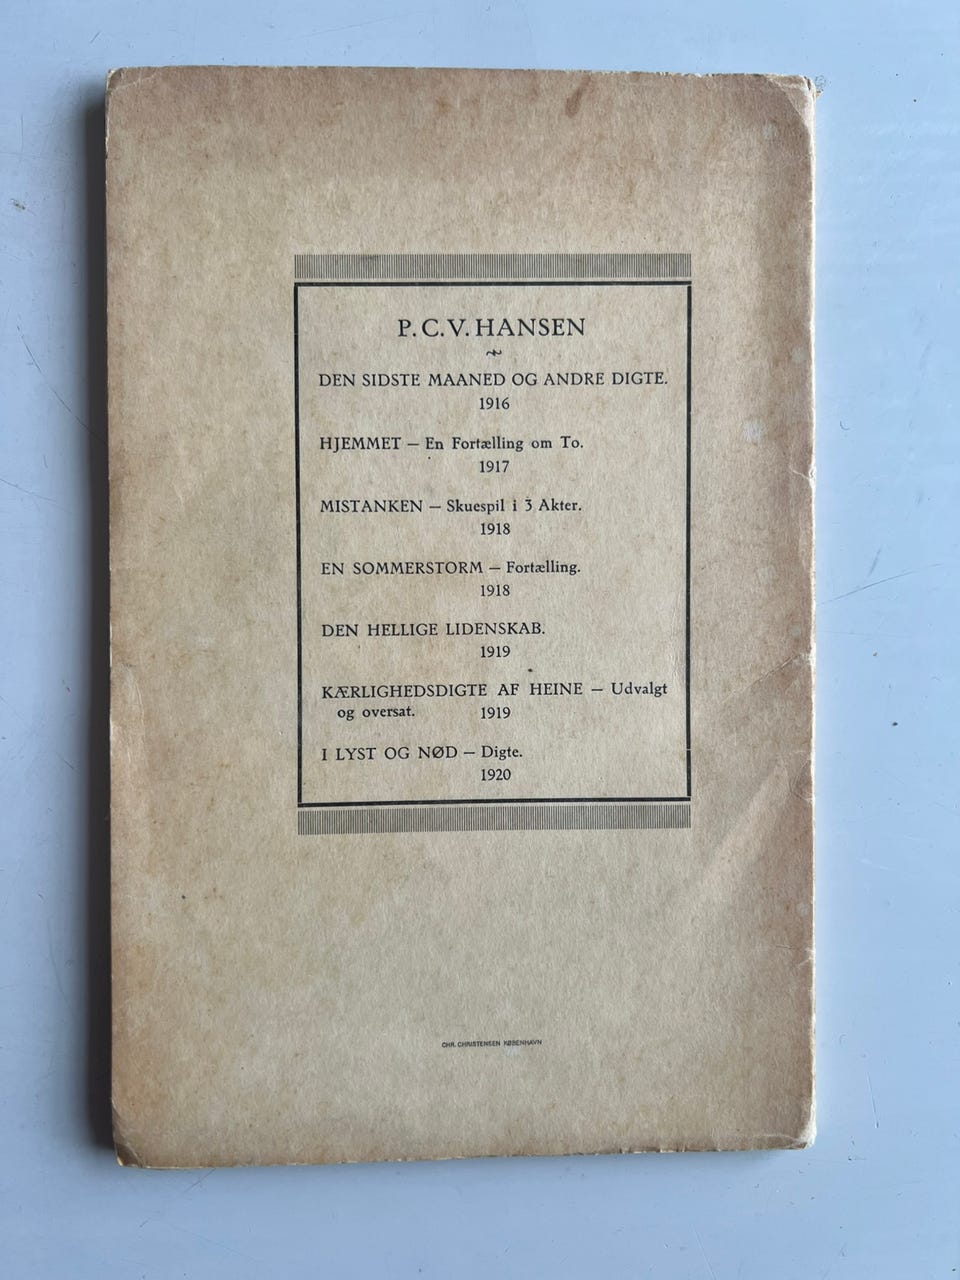 P. C. V. HANSEN
DEN SIDSTE MAANED OG ANDRE DIGTE.
1916
HJEMMET — En Fortælling om To.
1917
MISTANKEN — Skuespil i 3 Akter.
1918
EN SOMMERSTORM — Fortælling.
1918
DEN HELLIGE LIDENSKAB.
1919
KÆRLIGHEDSDIGTE AF HEINE — Udvalgt
og oversat. 1919
I LYST OG NØD — Digte.
1920
CHR. CHRISTENSEN KØBENHAVN